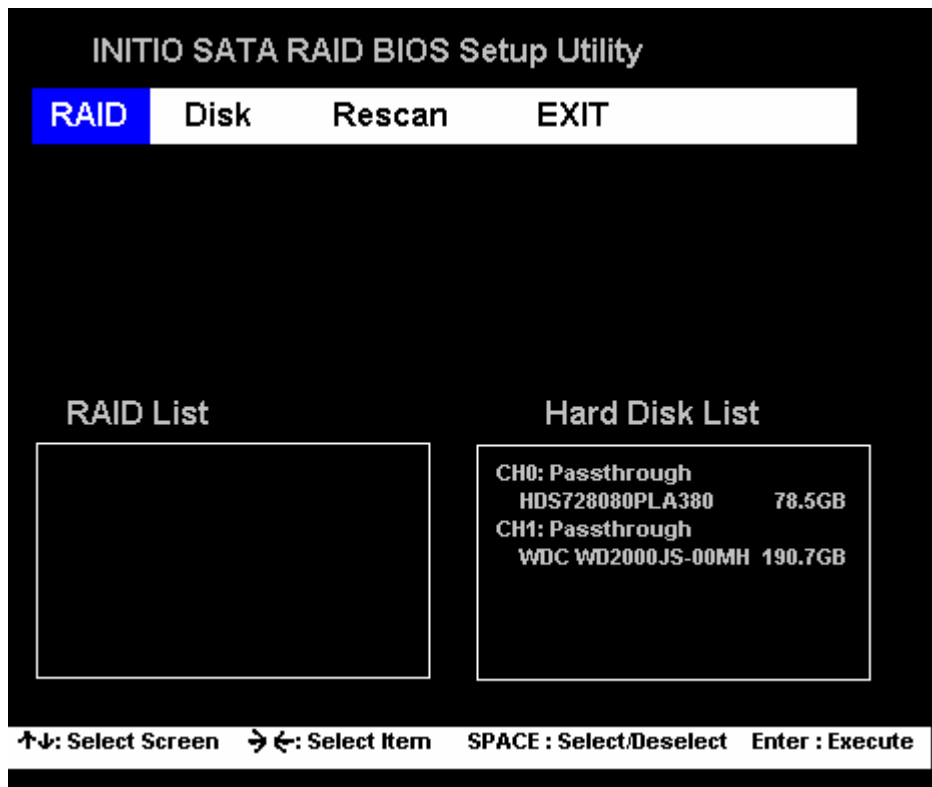 INITIO SATA RAID BIOS Setup Utility
RAID Disk Rescan EXIT
RAID List
Hard Disk List
CH0: Passthrough
HDS728080PLA380 78.5GB
CH1: Passthrough
WDC WD2000JS-00MH 190.7GB
↑↓: Select Screen →←: Select Item SPACE : Select/Deselect Enter : Execute